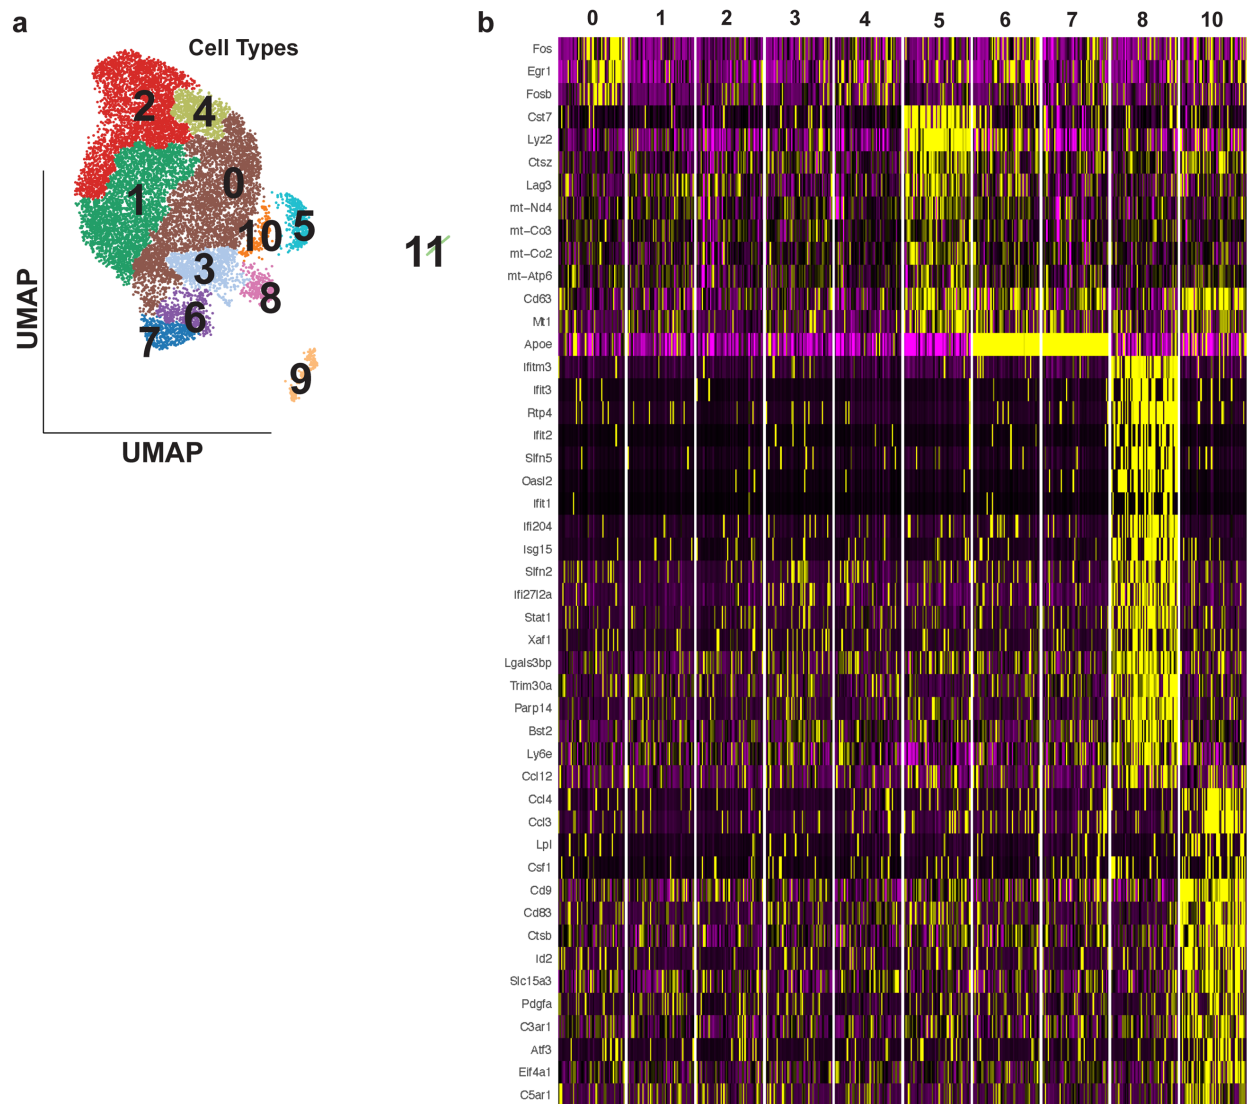 a
Cell Types
2
4
1
0
5
10
11
3
8
6
7
9
UMAP
UMAP
b
0 1 2 3 4 5 6 7 8 10
Fos
Egr1
Fosb
Cst7
Lyz2
Ctsz
Lag3
mt-Nd4
mt-Co3
mt-Co2
mt-Atp6
Cd63
Mt1
Apoe
Ifitm3
Ifit3
Rtp4
Ifit2
Slfn5
Oasl2
Ifit1
Ifi204
Isg15
Slfn2
Ifi27l2a
Stat1
Xaf1
Lgals3bp
Trim30a
Parp14
Bst2
Ly6e
Ccl12
Ccl4
Ccl3
Lpl
Csf1
Cd9
Cd83
Ctsb
Id2
Slc15a3
Pdgfa
C3ar1
Atf3
Eif4a1
C5ar1